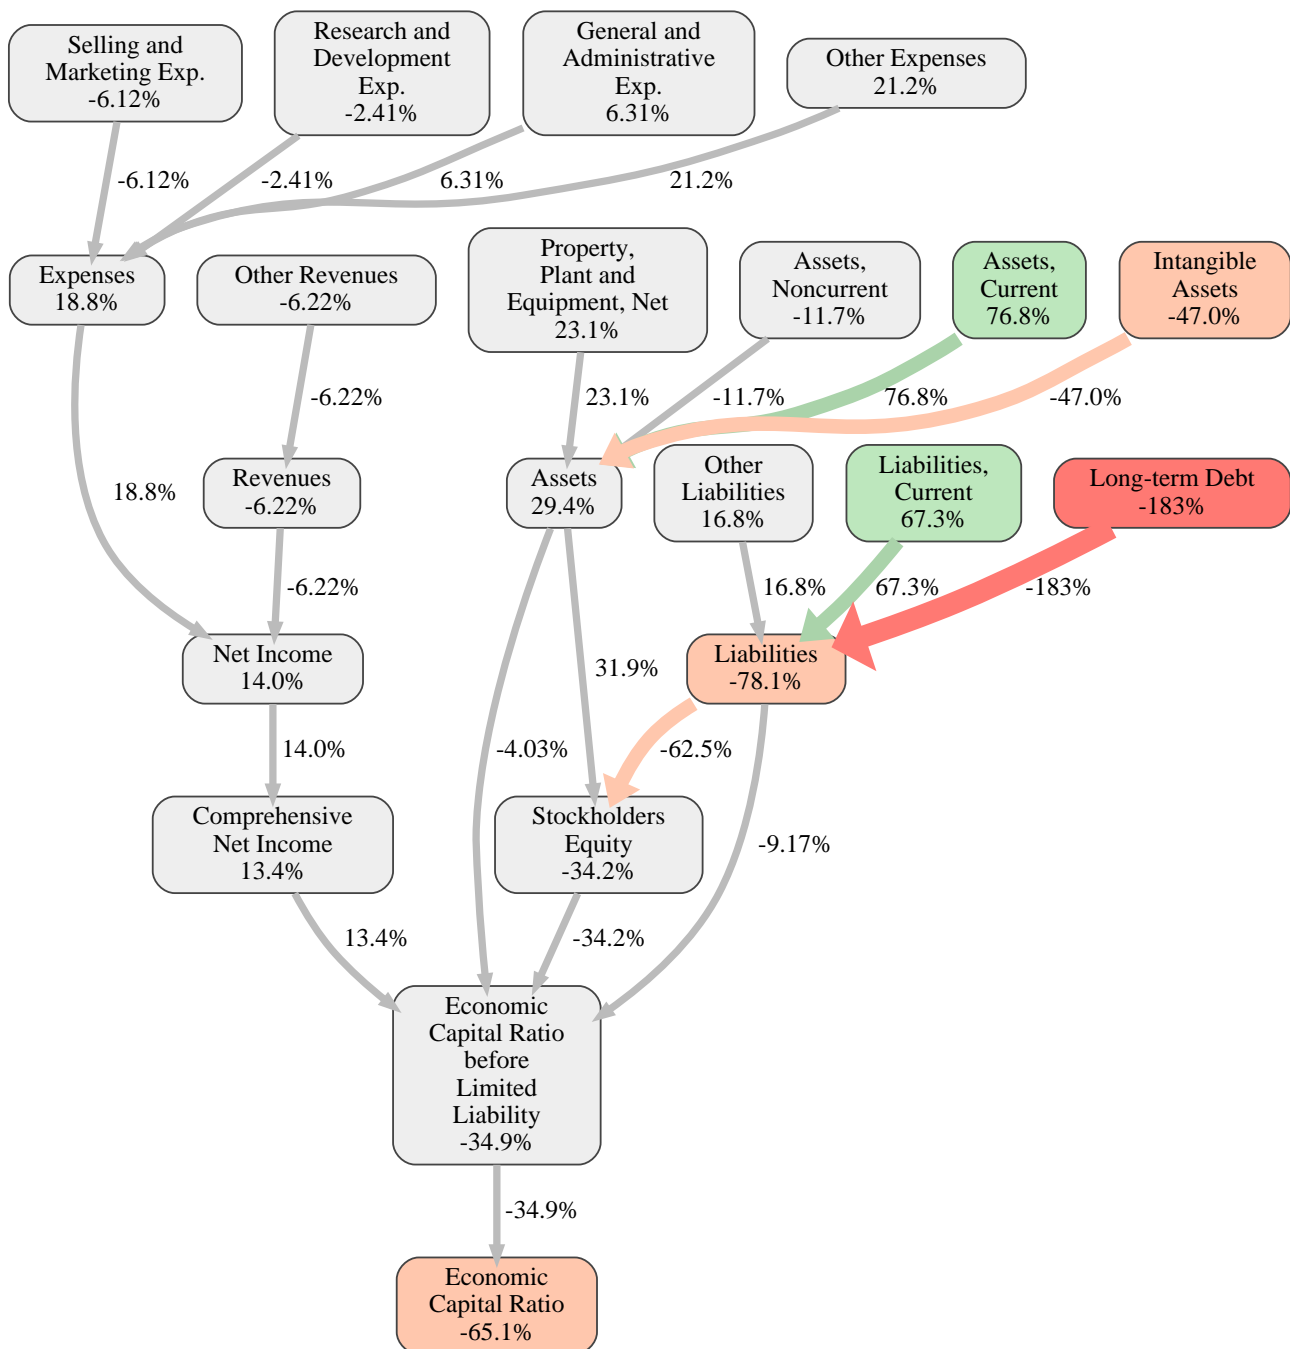 Selling and
Marketing Exp.
-6.12%
Research and
Development
Exp.
-2.41%
General and
Administrative
Exp.
6.31%
Other Expenses
21.2%
-6.12%
-2.41%
6.31%
21.2%
Expenses
18.8%
Other Revenues
-6.22%
Property,
Plant and
Equipment, Net
23.1%
Assets,
Noncurrent
-11.7%
Assets,
Current
76.8%
Intangible
Assets
-47.0%
-6.22%
23.1%
-11.7%
76.8%
-47.0%
18.8%
Revenues
-6.22%
Assets
29.4%
Other
Liabilities
16.8%
Liabilities,
Current
67.3%
Long-term Debt
-183%
-6.22%
16.8%
67.3%
-183%
Net Income
14.0%
31.9%
Liabilities
-78.1%
14.0%
-4.03%
-62.5%
Comprehensive
Net Income
13.4%
Stockholders
Equity
-34.2%
-9.17%
13.4%
-34.2%
Economic
Capital Ratio
before
Limited
Liability
-34.9%
-34.9%
Economic
Capital Ratio
-65.1%